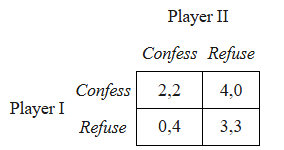 Player II
Confess Refuse
Player I
Confess 2,2 4,0
Refuse 0,4 3,3